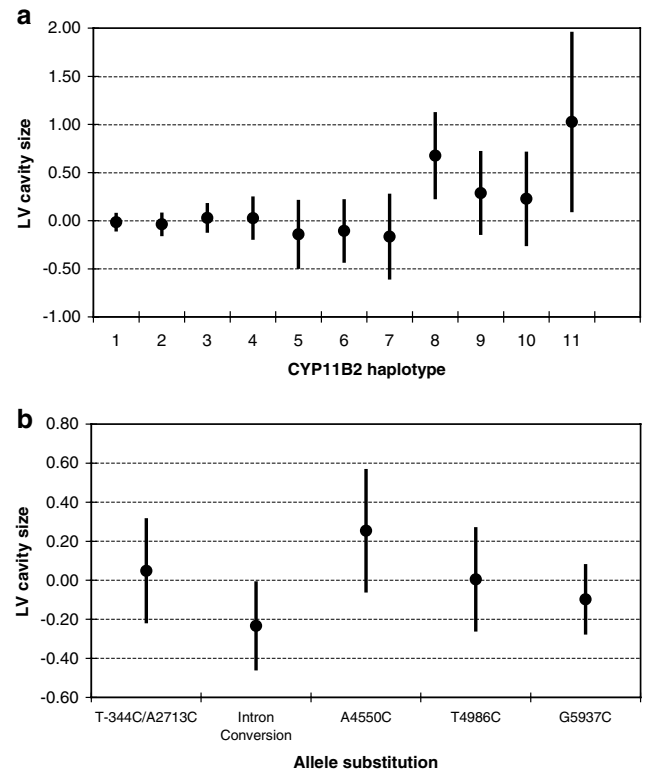 a
2.00
1.50
1.00
0.50
0.00
-0.50
-1.00
LV cavity size
1 2 3 4 5 6 7 8 9 10 11
CYP11B2 haplotype
b
0.80
0.60
0.40
0.20
0.00
-0.20
-0.40
-0.60
LV cavity size
T-344C/A2713C Intron Conversion A4550C T4986C G5937C
Allele substitution